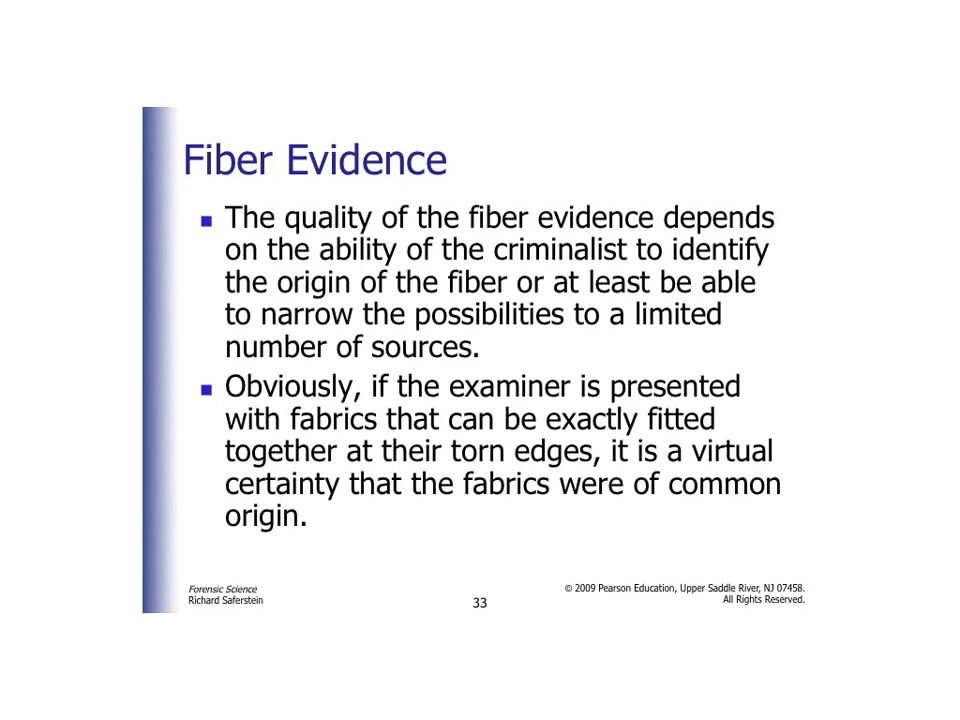 Fiber Evidence
The quality of the fiber evidence depends
on the ability of the criminalist to identify
the origin of the fiber or at least be able
to narrow the possibilities to a limited
number of sources.
Obviously, if the examiner is presented
with fabrics that can be exactly fitted
together at their torn edges, it is a virtual
certainty that the fabrics were of common
origin.
Forensic Science
Richard Saferstein
33
© 2009 Pearson Education, Upper Saddle River, NJ 07458.
All Rights Reserved.